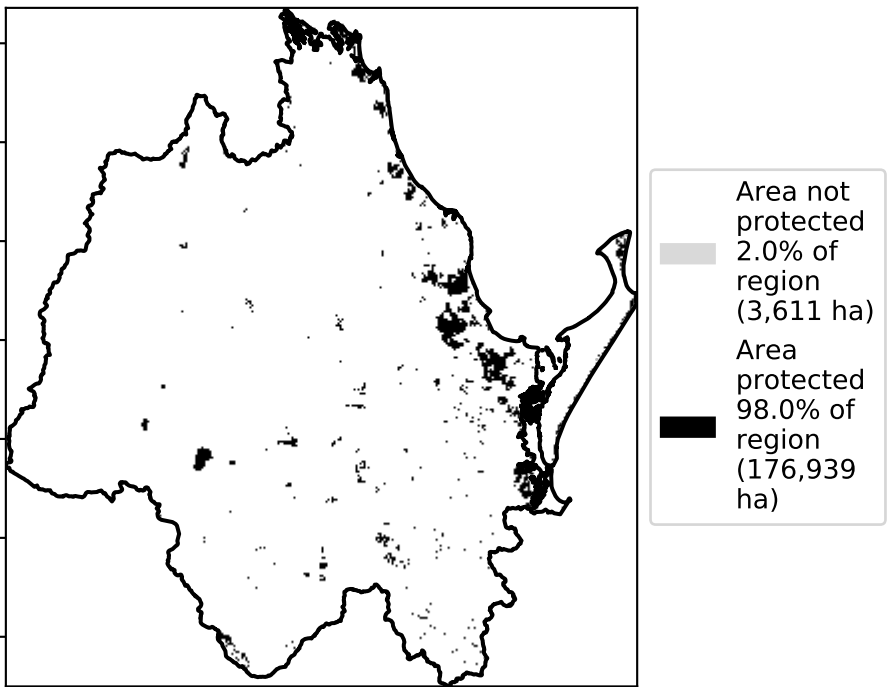 Area not
protected
2.0% of
region
(3,611 ha)
Area
protected
98.0% of
region
(176,939
ha)